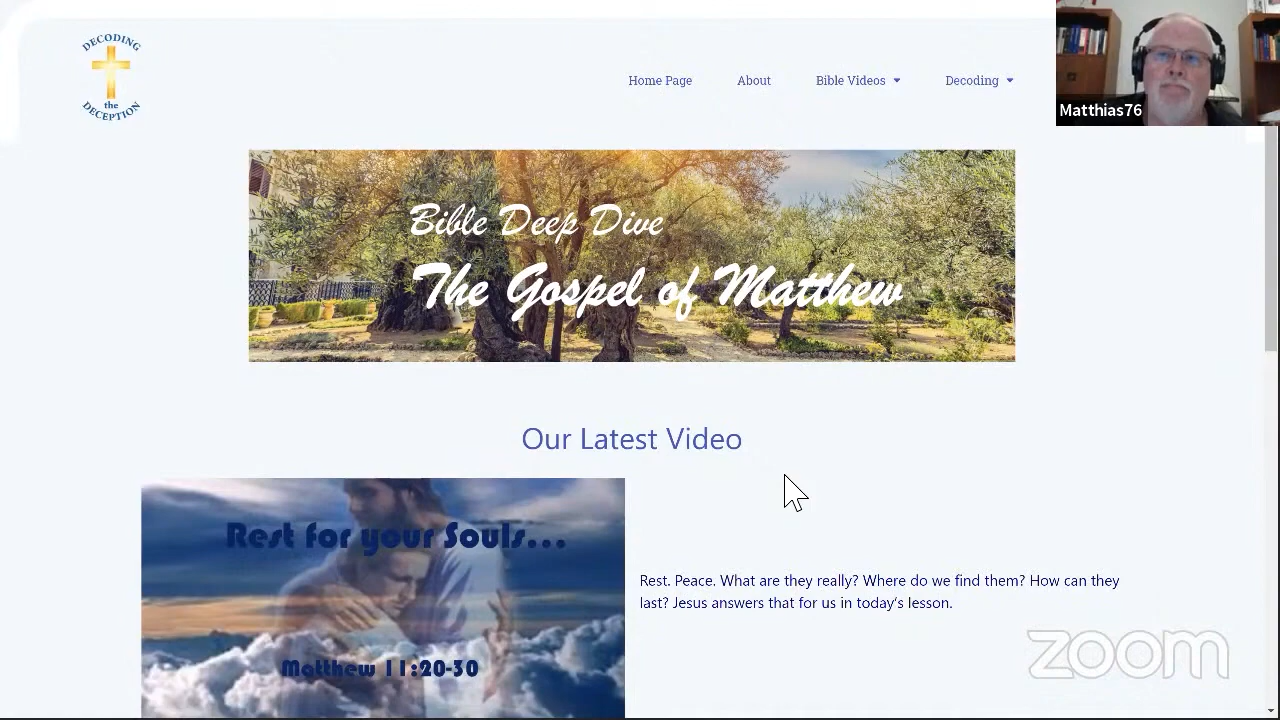 DECODING
the
DECEPTION
Home Page
About
Bible Videos
Decoding
Matthias76
Bible Deep Dive
The Gospel of Matthew
Our Latest Video
Rest for your Souls...
Matthew 11:20-30
Rest. Peace. What are they really? Where do we find them? How can they
last? Jesus answers that for us in today's lesson.
zoom